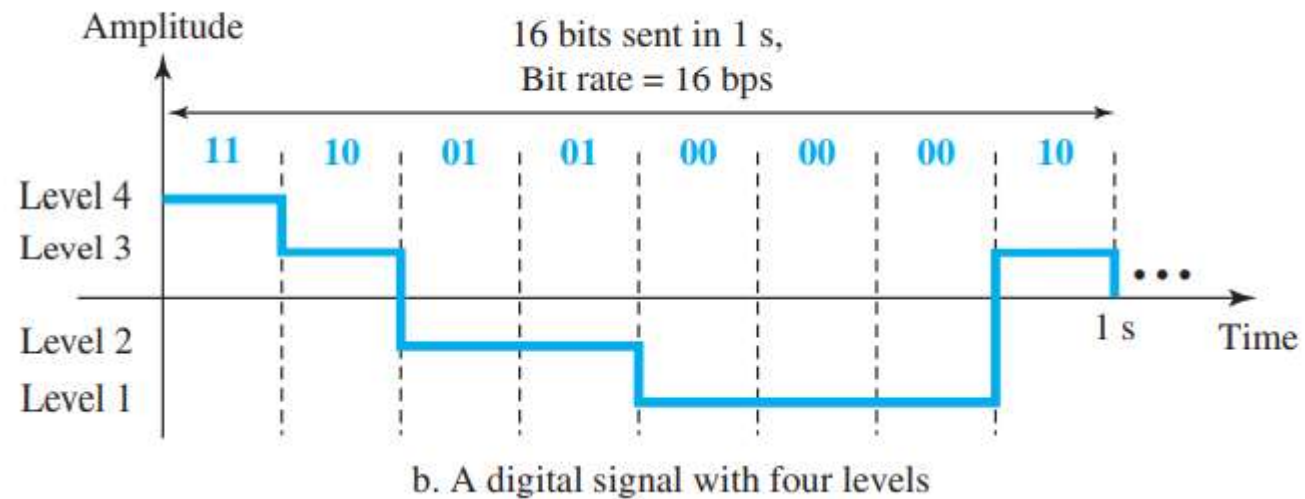 Amplitude
16 bits sent in 1 s,
Bit rate = 16 bps
11 10 01 01 00 00 00 10
Level 4
Level 3
•••
1 s
Time
Level 2
Level 1
b. A digital signal with four levels